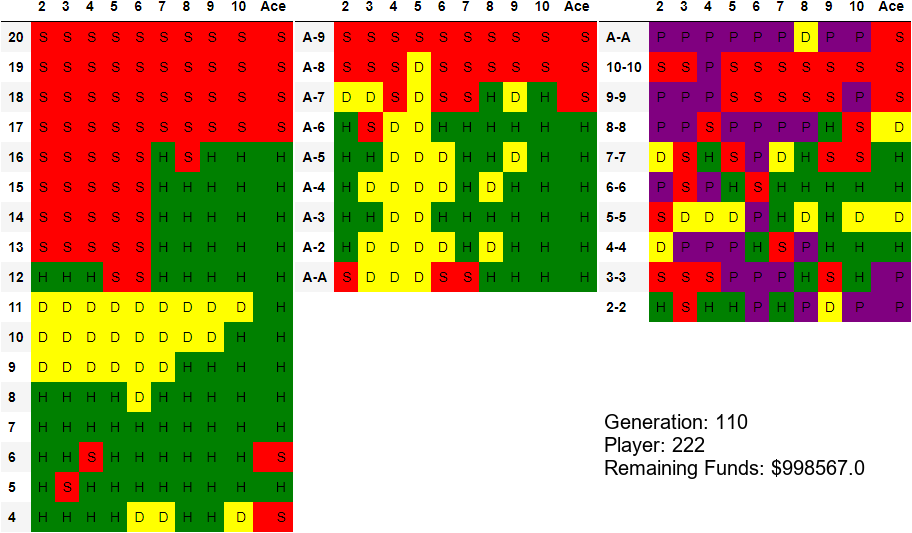 2 3 4 5 6 7 8 9 10 Ace
20 S S S S S S S S S S
19 S S S S S S S S S S
18 S S S S S S S S S S
17 S S S S S S S S S S
16 S S S S S H S H H H
15 S S S S S H H H H H
14 S S S S S H H H H H
13 S S S S S H H H H H
12 H H H S S H H H H H
11 D D D D D D D D D H
10 D D D D D D D D H H
9 D D D D D D H H H H
8 H H H H D H H H H H
7 H H H H H H H H H H
6 H H S H H H H H H S
5 H S H H H H H H H H
4 H H H H D D H H D S
2 3 4 5 6 7 8 9 10 Ace
A-9 S S S S S S S S S S
A-8 S S S D S S S S S S
A-7 D D S D S S H D H S
A-6 H S D D H H H H H H
A-5 H H D D D H H D H H
A-4 H D D D D H D H H H
A-3 H H D D H H H H H H
A-2 H D D D D H D H H H
A-A S D D D S S H H H H
2 3 4 5 6 7 8 9 10 Ace
A-A P P P P P P D P P S
10-10 S S P S S S S S S S
9-9 P P P S S S S S P S
8-8 P P S P P P P H S D
7-7 D S H S P D H S S H
6-6 P S P H S H H H H H
5-5 S D D D P H D H D D
4-4 D P P P H S P H H H
3-3 S S S P P P H S H P
2-2 H S H H P H P D P P
Generation: 110
Player: 222
Remaining Funds: $998567.0